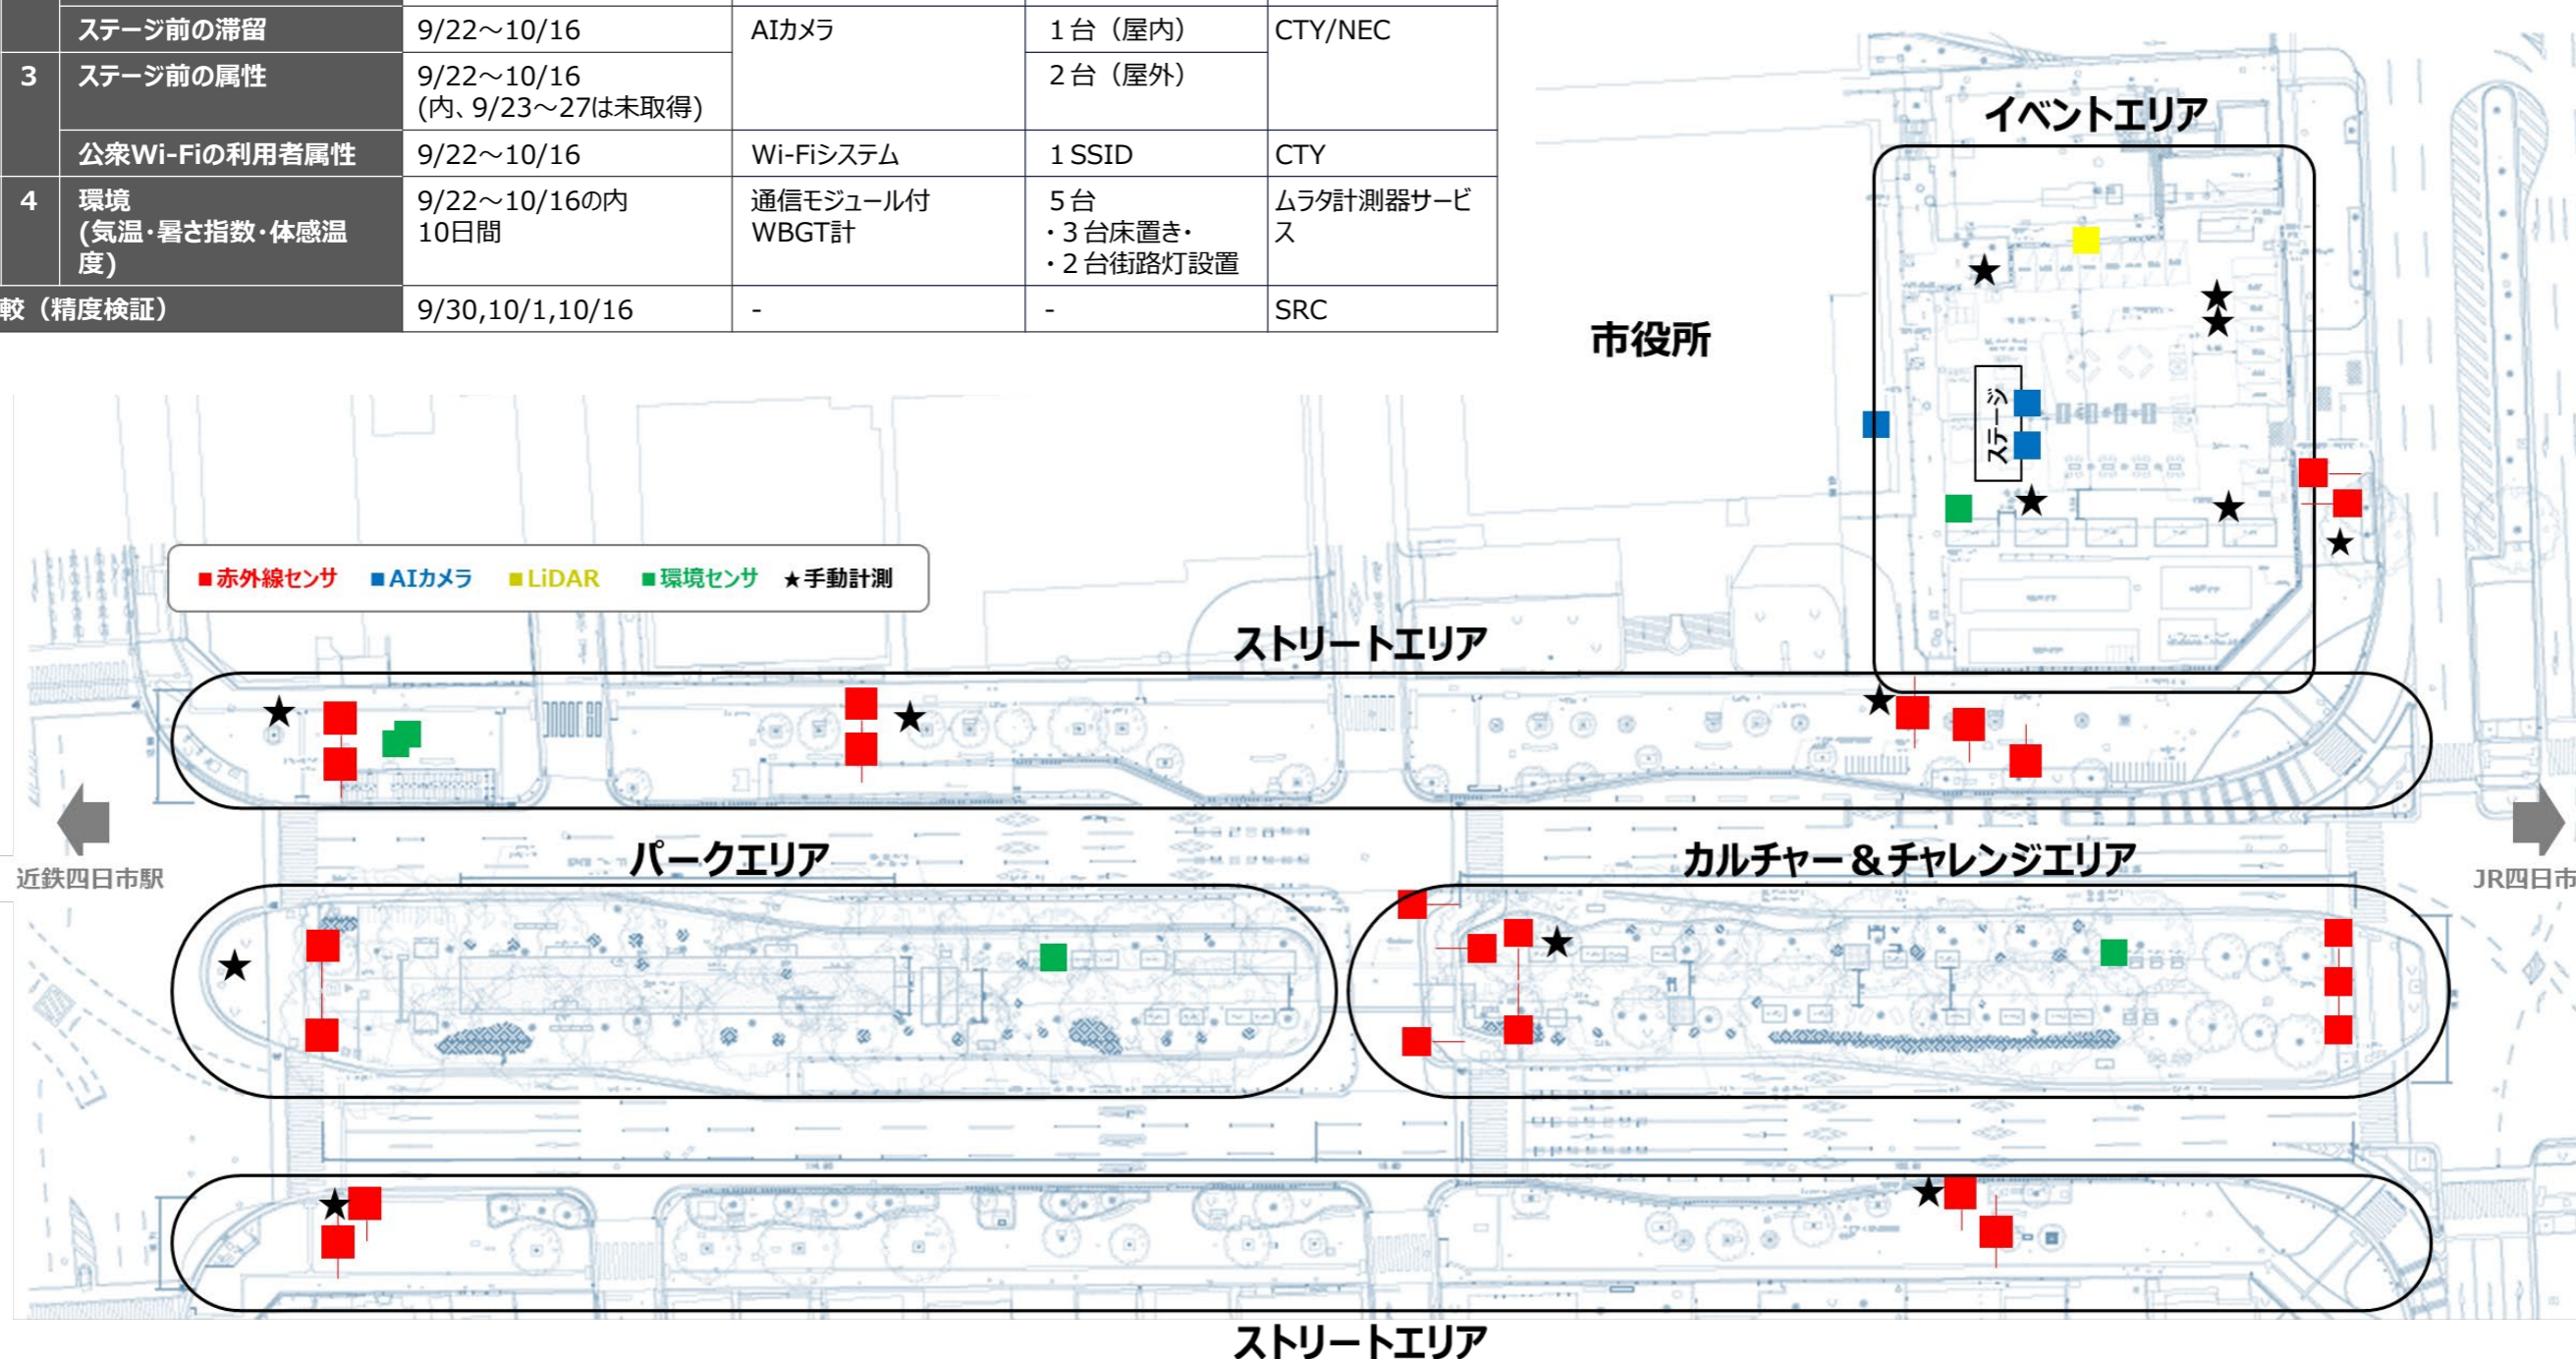 ステージ前の滞留 9/22～10/16 AIカメラ 1台（屋内） CTY/NEC
3 ステージ前の属性 9/22～10/16 2台（屋外）
(内、9/23～27は未取得)
公衆Wi-Fiの利用者属性 9/22～10/16 Wi-Fiシステム 1SSID CTY
4 環境 9/22～10/16の内 通信モジュール付 5台 ムラタ計測器サービ
(気温・暑さ指数・体感温 10日間 WBGT計 ・3台床置き・ ス
度) ・2台街路灯設置
較（精度検証） 9/30,10/1,10/16 - - SRC
イベントエリア
市役所
ステージ
■赤外線センサ ■AIカメラ ■LiDAR ■環境センサ ★手動計測
ストリートエリア
パークエリア
カルチャー＆チャレンジエリア
近鉄四日市駅
JR四日市
ストリートエリア